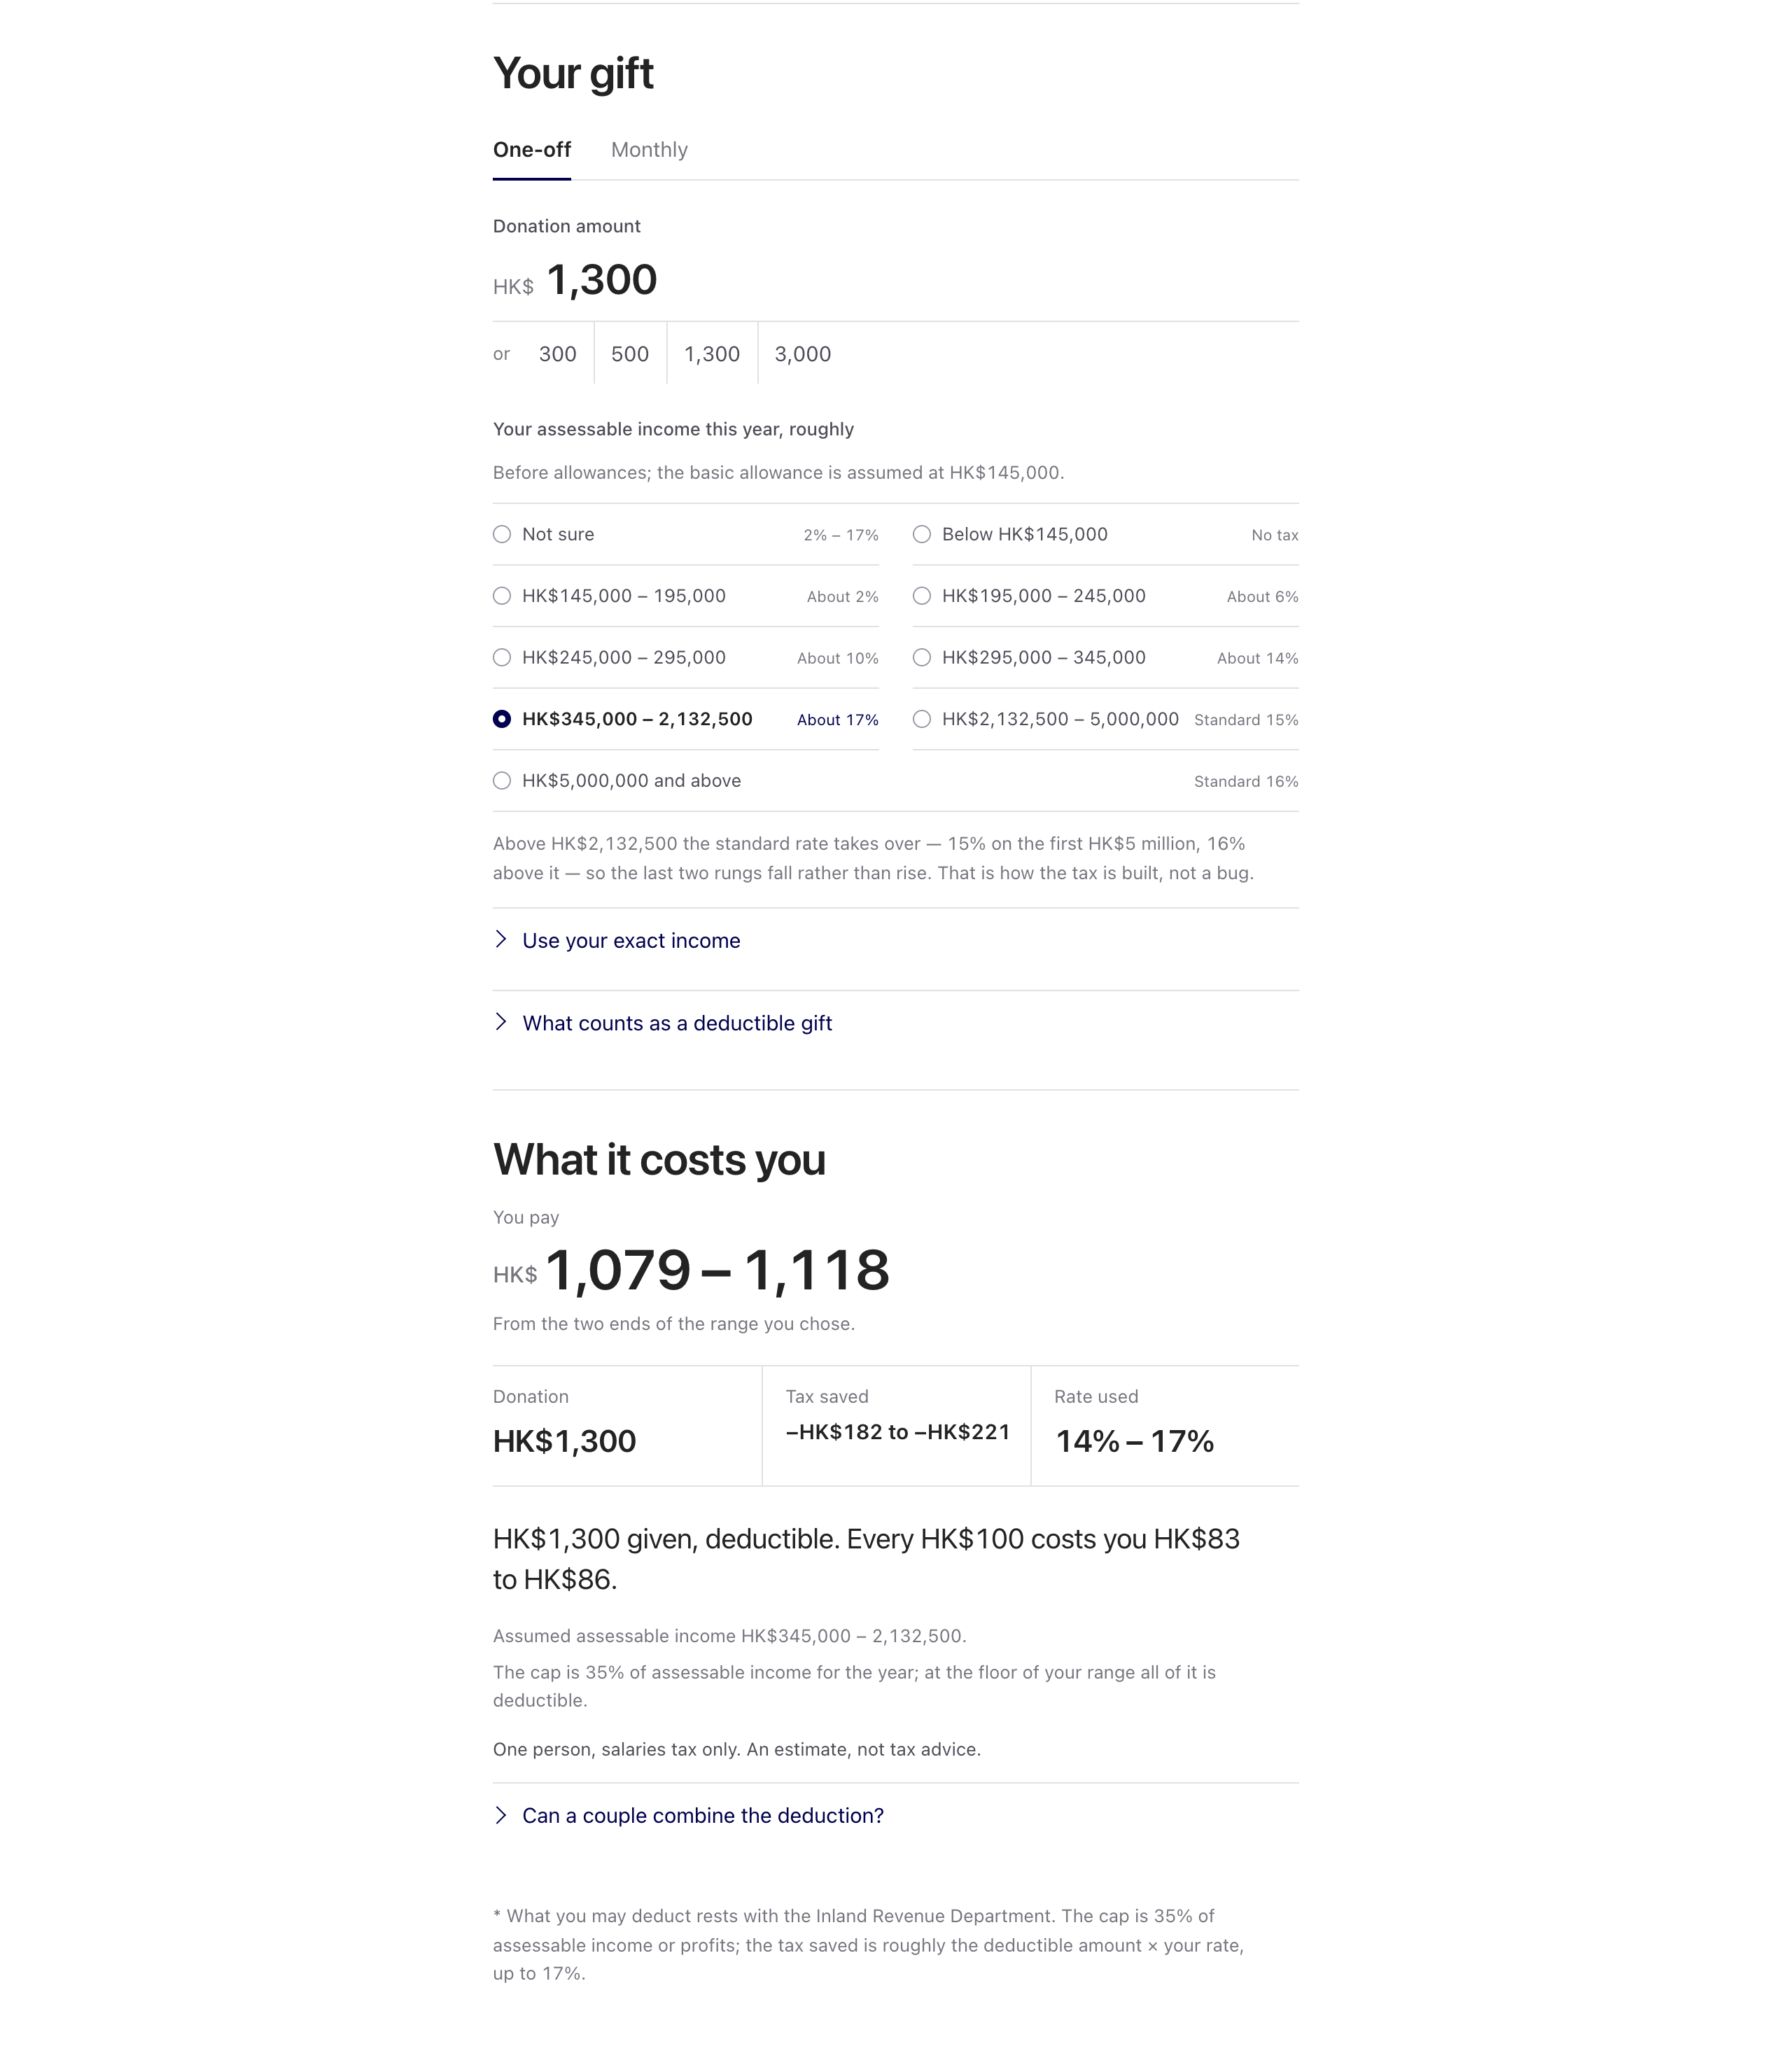 Your gift
One-off
Monthly
Donation amount
HK$ 1,300
or 300 500 1,300 3,000
Your assessable income this year, roughly
Before allowances; the basic allowance is assumed at HK$145,000.
Not sure 2% – 17%
Below HK$145,000 No tax
HK$145,000 – 195,000 About 2%
HK$195,000 – 245,000 About 6%
HK$245,000 – 295,000 About 10%
HK$295,000 – 345,000 About 14%
HK$345,000 – 2,132,500 About 17%
HK$2,132,500 – 5,000,000 Standard 15%
HK$5,000,000 and above Standard 16%
Above HK$2,132,500 the standard rate takes over — 15% on the first HK$5 million, 16%
above it — so the last two rungs fall rather than rise. That is how the tax is built, not a bug.
Use your exact income
What counts as a deductible gift
What it costs you
You pay
HK$ 1,079 – 1,118
From the two ends of the range you chose.
Donation
HK$1,300
Tax saved
–HK$182 to –HK$221
Rate used
14% – 17%
HK$1,300 given, deductible. Every HK$100 costs you HK$83
to HK$86.
Assumed assessable income HK$345,000 – 2,132,500.
The cap is 35% of assessable income for the year; at the floor of your range all of it is
deductible.
One person, salaries tax only. An estimate, not tax advice.
Can a couple combine the deduction?
* What you may deduct rests with the Inland Revenue Department. The cap is 35% of
assessable income or profits; the tax saved is roughly the deductible amount × your rate,
up to 17%.